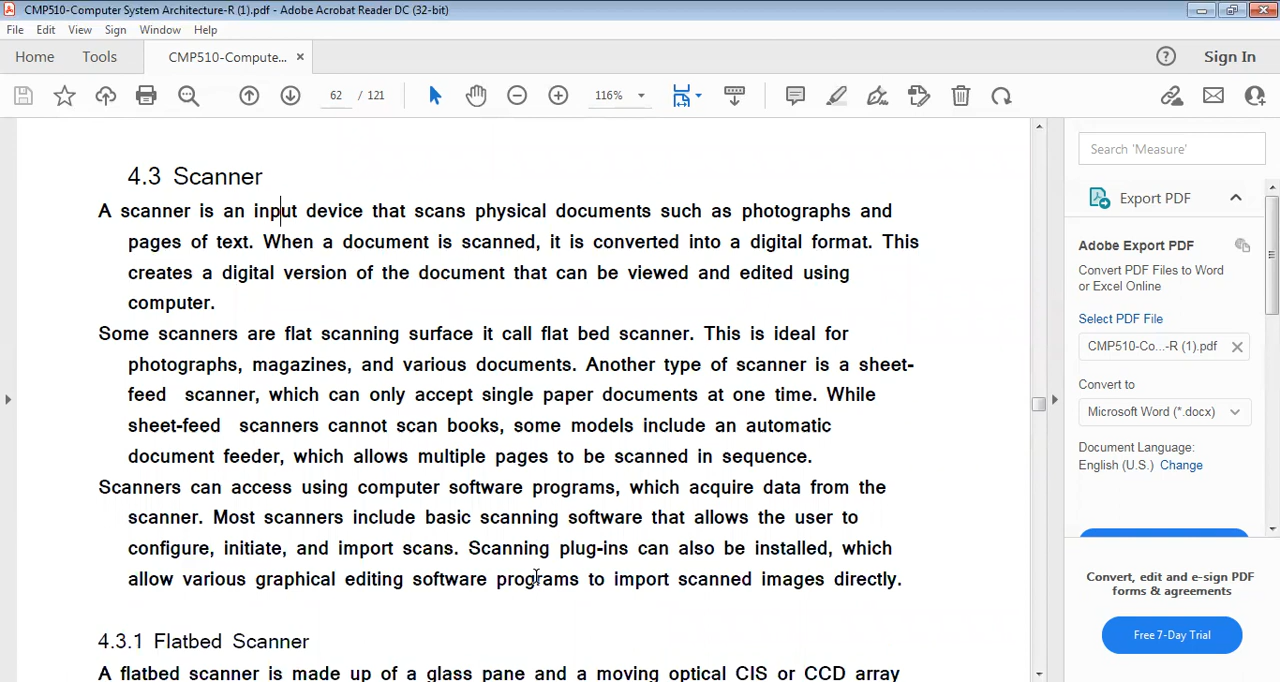 CMP510-Computer System Architecture-R (1).pdf - Adobe Acrobat Reader DC (32-bit)
File Edit View Sign Window Help
Home Tools CMP510-Compute... × Sign In
62 / 121 116%
4.3 Scanner
A scanner is an input device that scans physical documents such as photographs and
pages of text. When a document is scanned, it is converted into a digital format. This
creates a digital version of the document that can be viewed and edited using
computer.
Some scanners are flat scanning surface it call flat bed scanner. This is ideal for
photographs, magazines, and various documents. Another type of scanner is a sheet-
feed scanner, which can only accept single paper documents at one time. While
sheet-feed scanners cannot scan books, some models include an automatic
document feeder, which allows multiple pages to be scanned in sequence.
Scanners can access using computer software programs, which acquire data from the
scanner. Most scanners include basic scanning software that allows the user to
configure, initiate, and import scans. Scanning plug-ins can also be installed, which
allow various graphical editing software programs to import scanned images directly.
4.3.1 Flatbed Scanner
A flatbed scanner is made up of a glass pane and a moving optical CIS or CCD array
Search 'Measure'
Export PDF
Adobe Export PDF
Convert PDF Files to Word
or Excel Online
Select PDF File
CMP510-Co...-R (1).pdf
Convert to
Microsoft Word (*.docx)
Document Language:
English (U.S.) Change
Convert, edit and e-sign PDF
forms & agreements
Free 7-Day Trial